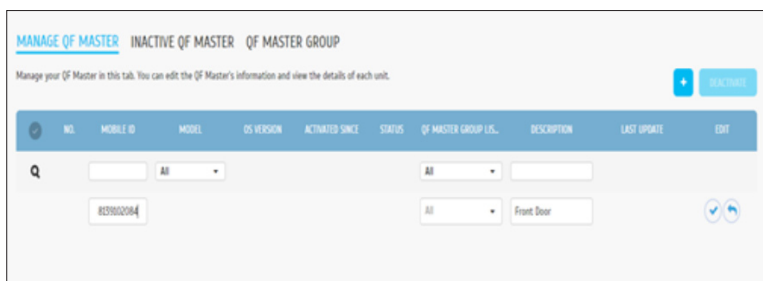 MANAGE QF MASTER INACTIVE QF MASTER QF MASTER GROUP
Manage your QF Master in this tab. You can edit the QF Master's information and view the details of each unit.
+ DEACTIVATE
NO. MOBILE ID MODEL OS VERSION ACTIVATED SINCE STATUS QF MASTER GROUP LIS... DESCRIPTION LAST UPDATE EDIT
All All
8139102084 All Front Door